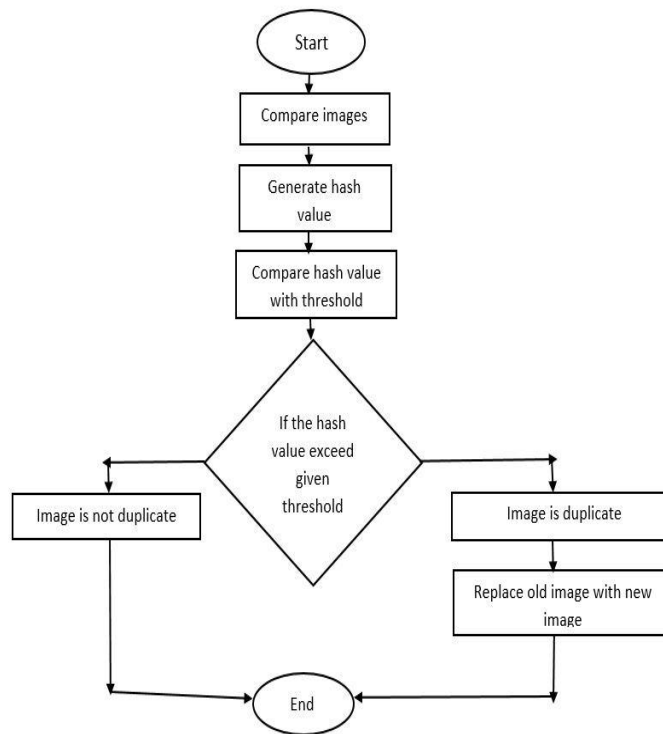 Start
Compare images
Generate hash
value
Compare hash value
with threshold
If the hash
value exceed
given
threshold
Image is not duplicate
Image is duplicate
Replace old image with new
image
End